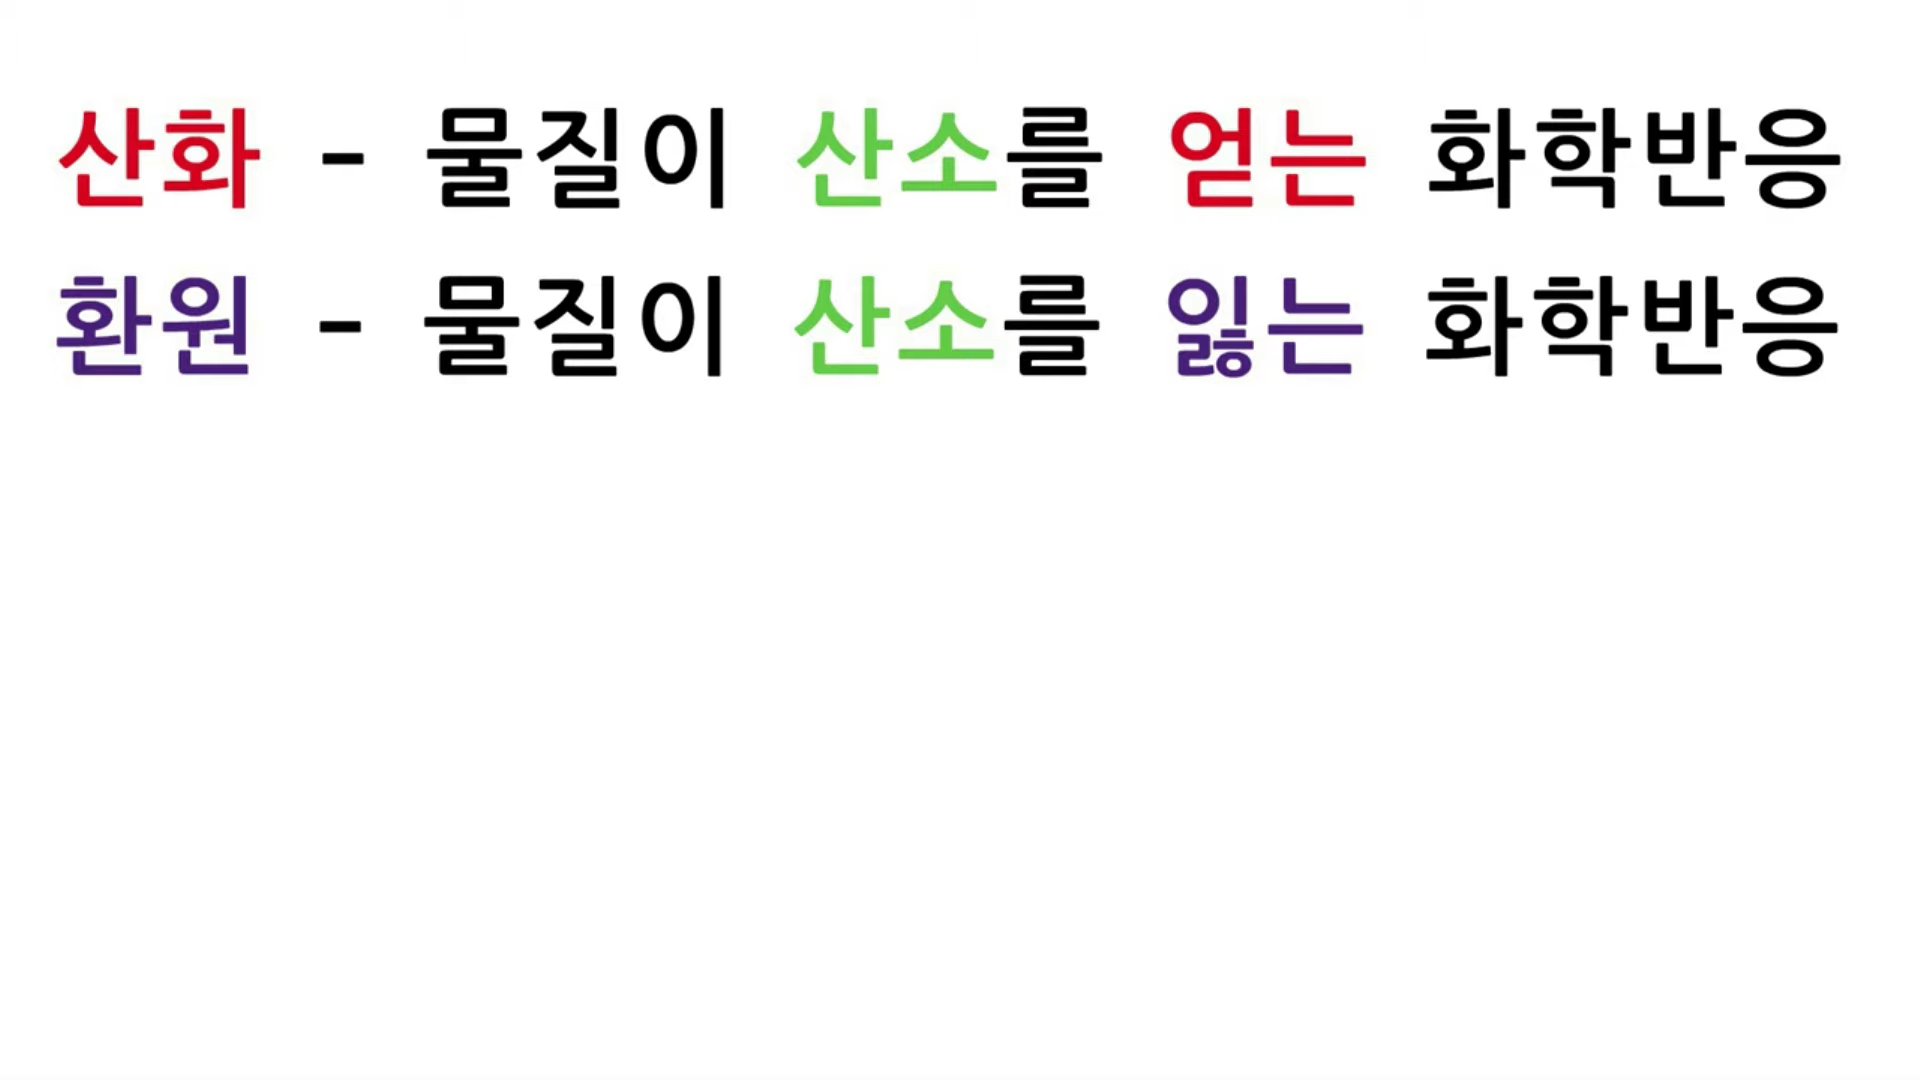 산화 - 물질이 산소를 얻는 화학반응
환원 - 물질이 산소를 잃는 화학반응